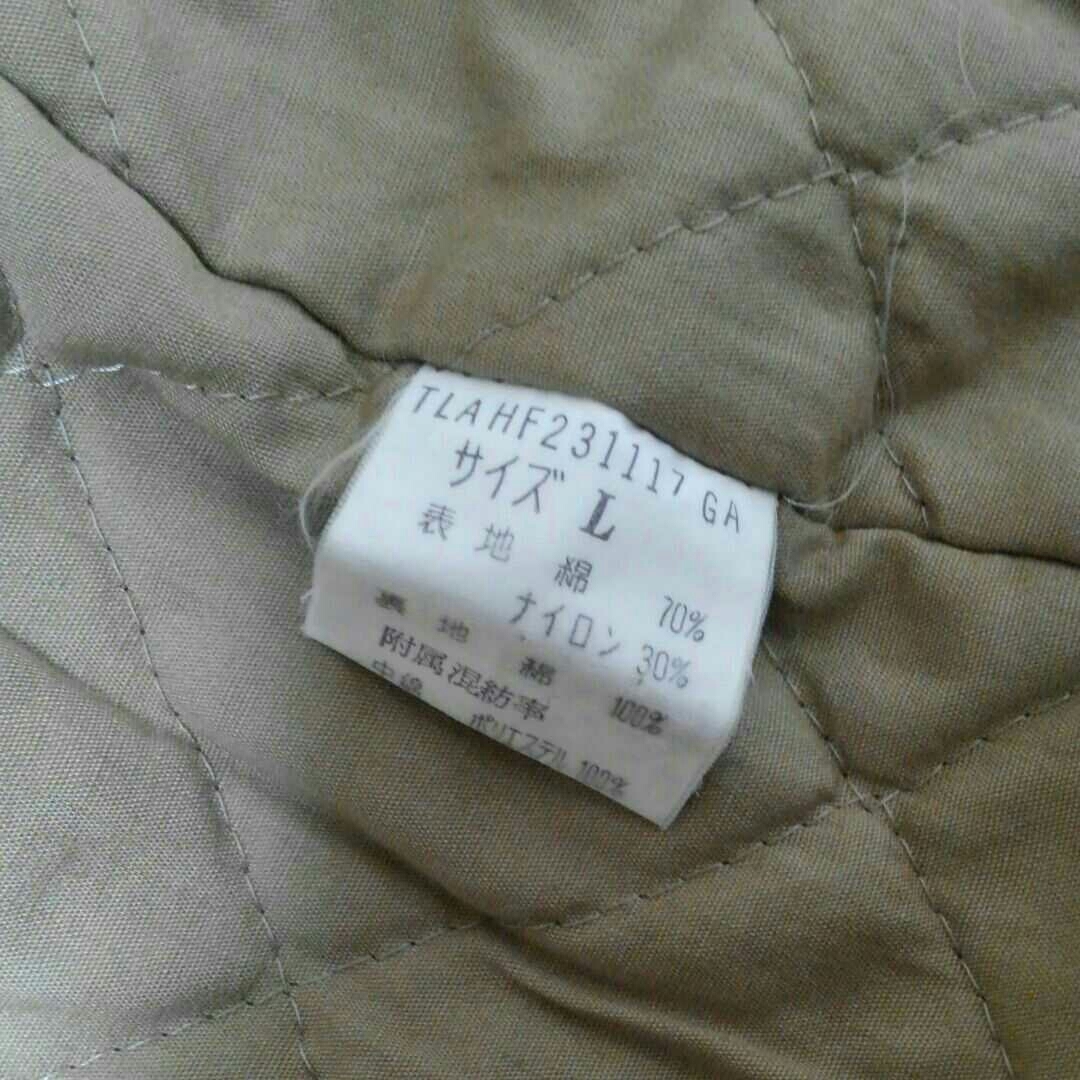 TLAHF231117 GA
サイズ L
表地 綿 70%
ナイロン 30%
裏地 綿 100%
附属混紡率
中綿 ポリエステル 100%